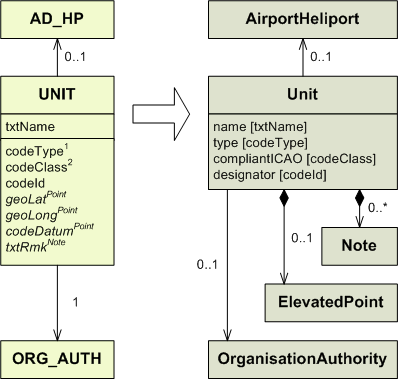 AD_HP
0..1
UNIT
txtName
codeType1
codeClass2
codeId
geoLatPoint
geoLongPoint
codeDatumPoint
txtRmkNote
1
ORG_AUTH
AirportHeliport
0..1
Unit
name [txtName]
type [codeType]
compliantICAO [codeClass]
designator [codeId]
0..*
Note
0..1
ElevatedPoint
0..1
OrganisationAuthority